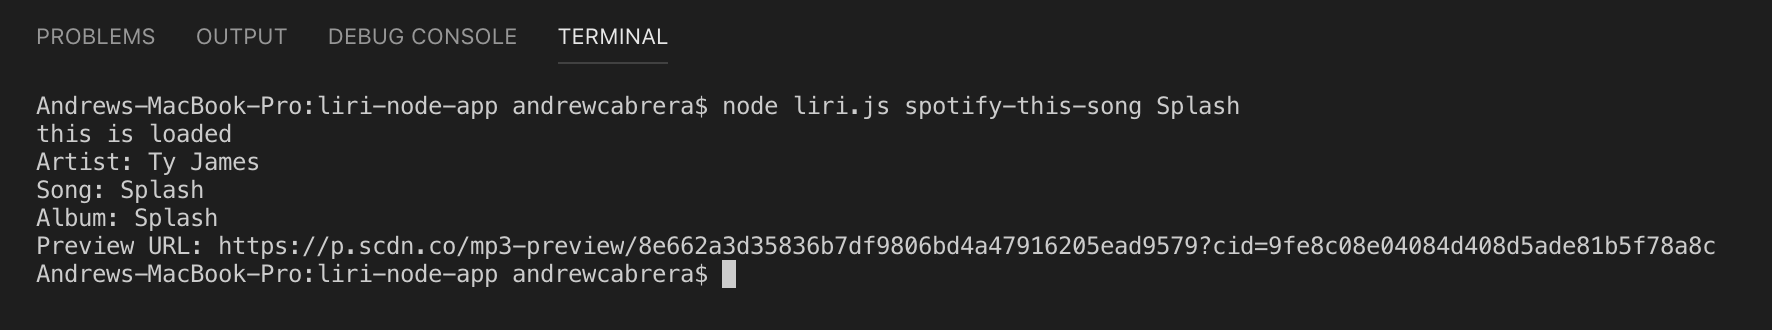 PROBLEMS OUTPUT DEBUG CONSOLE TERMINAL
Andrews-MacBook-Pro:liri-node-app andrewcabrera$ node liri.js spotify-this-song Splash
this is loaded
Artist: Ty James
Song: Splash
Album: Splash
Preview URL: https://p.scdn.co/mp3-preview/8e662a3d35836b7df9806bd4a47916205ead9579?cid=9fe8c08e04084d408d5ade81b5f78a8c
Andrews-MacBook-Pro:liri-node-app andrewcabrera$